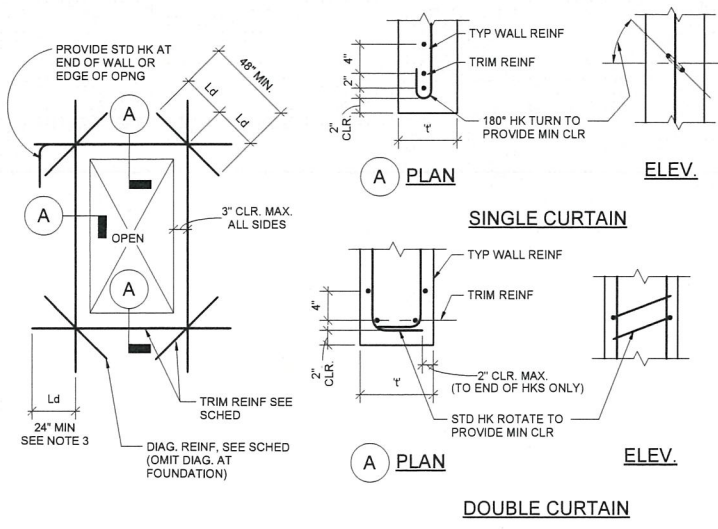 PROVIDE STD HK AT
END OF WALL OR
EDGE OF OPNG
48" MIN.
Ld
Ld
A
A
OPEN
3" CLR. MAX.
ALL SIDES
A
Ld
24" MIN
SEE NOTE 3
TRIM REINF SEE
SCHED
DIAG. REINF, SEE SCHED
(OMIT DIAG. AT
FOUNDATION)
TYP WALL REINF
4"
TRIM REINF
2"
2"
CLR.
't'
180° HK TURN TO
PROVIDE MIN CLR
A PLAN
ELEV.
SINGLE CURTAIN
TYP WALL REINF
4"
TRIM REINF
2"
CLR.
't'
2" CLR. MAX.
(TO END OF HKS ONLY)
STD HK ROTATE TO
PROVIDE MIN CLR
A PLAN
ELEV.
DOUBLE CURTAIN